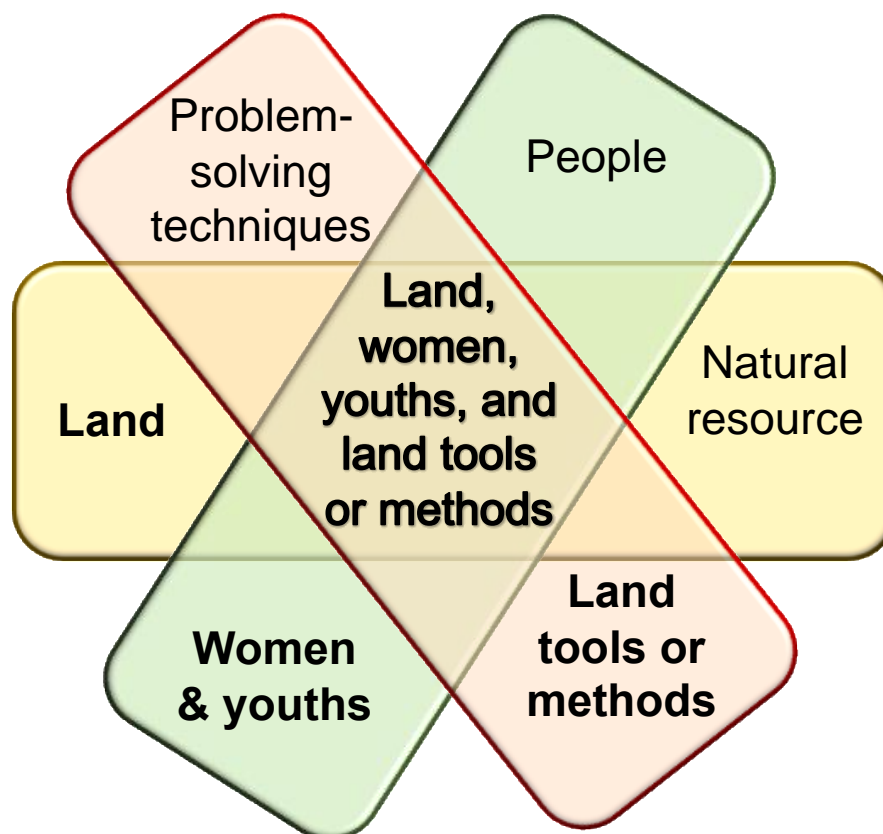 Problem-
solving
techniques
People
Land,
women,
youths, and
land tools
or methods
Land
Natural
resource
Women
& youths
Land
tools or
methods